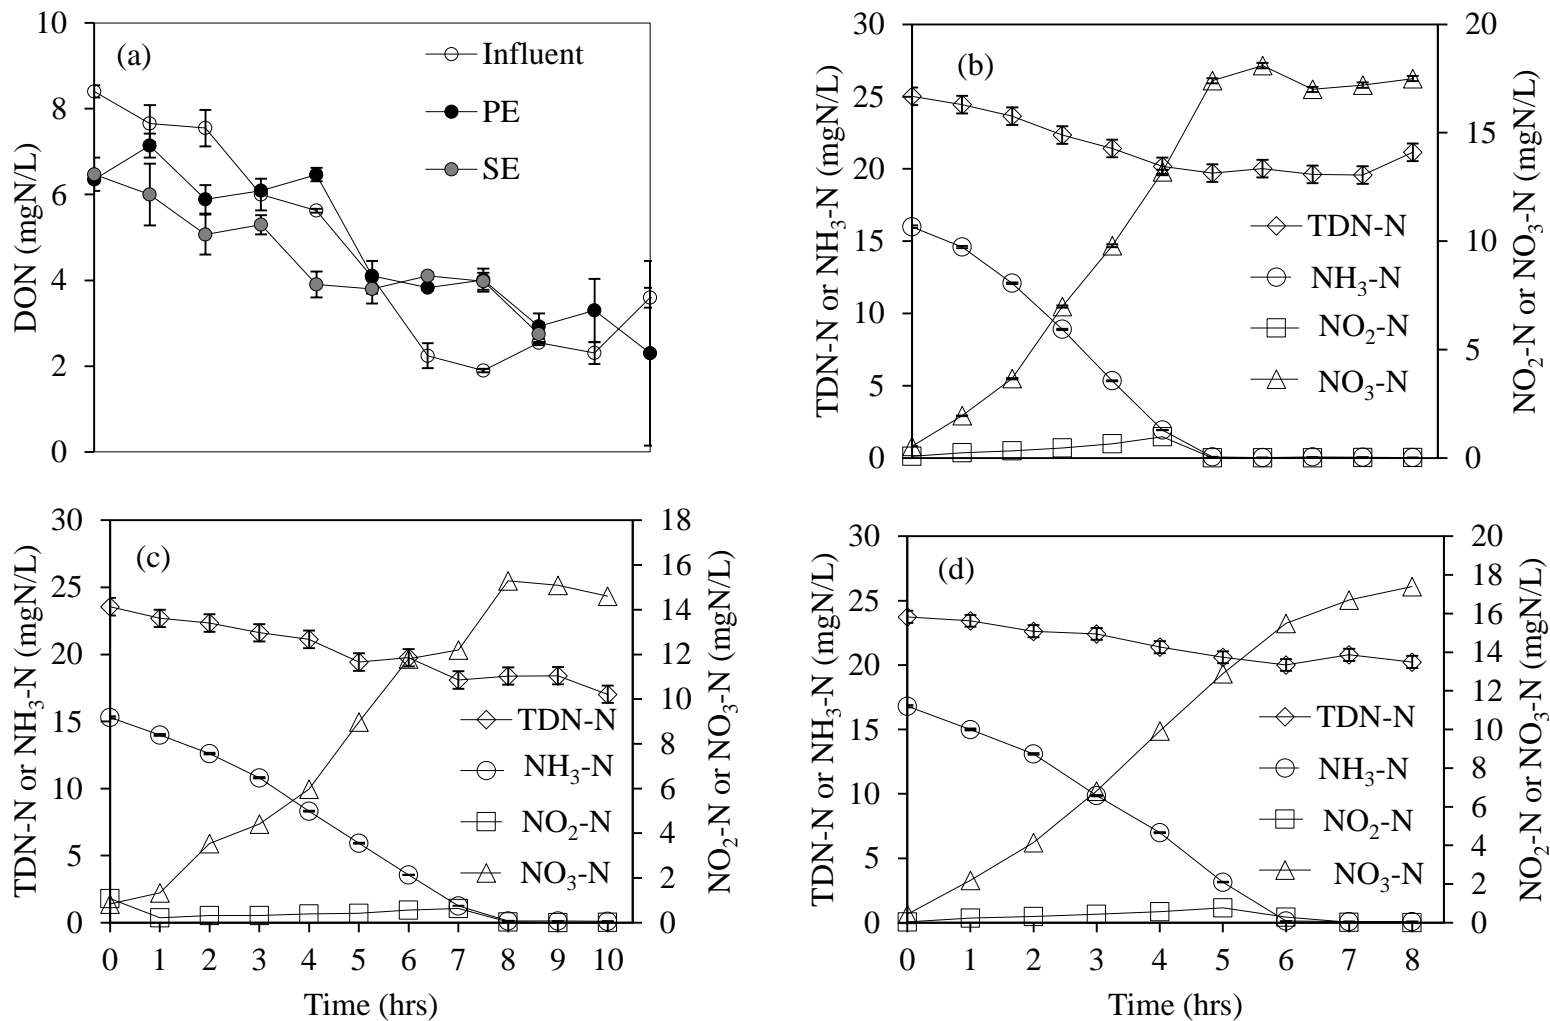 (a)
10
8
6
4
2
0
DON (mgN/L)
Influent
PE
SE
(b)
30
25
20
15
10
5
0
TDN-N or NH3-N (mgN/L)
20
15
10
5
0
NO2-N or NO3-N (mgN/L)
TDN-N
NH3-N
NO2-N
NO3-N
(c)
30
25
20
15
10
5
0
TDN-N or NH3-N (mgN/L)
18
16
14
12
10
8
6
4
2
0
NO2-N or NO3-N (mgN/L)
TDN-N
NH3-N
NO2-N
NO3-N
0 1 2 3 4 5 6 7 8 9 10
Time (hrs)
(d)
30
25
20
15
10
5
0
TDN-N or NH3-N (mgN/L)
20
18
16
14
12
10
8
6
4
2
0
NO2-N or NO3-N (mgN/L)
TDN-N
NH3-N
NO2-N
NO3-N
0 1 2 3 4 5 6 7 8
Time (hrs)